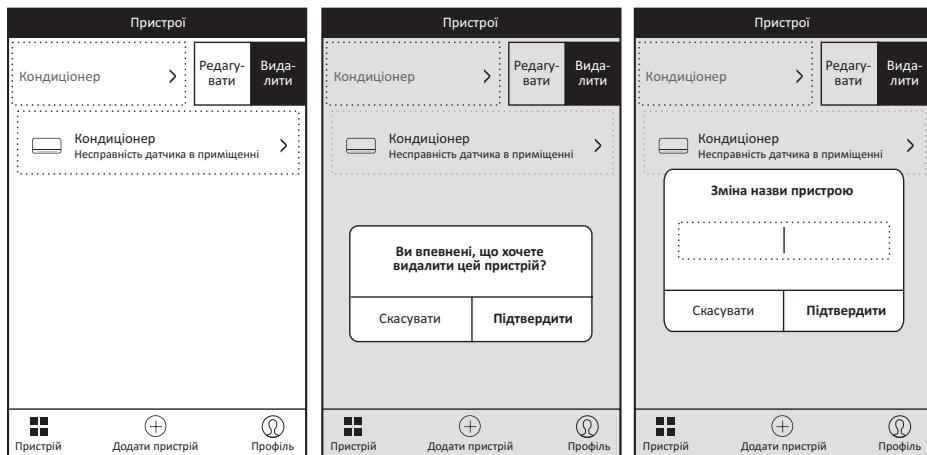 Пристрої
Кондиціонер
Редагу-
вати
Вида-
лити
Кондиціонер
Несправність датчика в приміщенні
Пристрій
Додати пристрій
Профіль
Пристрої
Кондиціонер
Редагу-
вати
Вида-
лити
Кондиціонер
Несправність датчика в приміщенні
Ви впевнені, що хочете
видалити цей пристрій?
Скасувати
Підтвердити
Пристрій
Додати пристрій
Профіль
Пристрої
Кондиціонер
Редагу-
вати
Вида-
лити
Кондиціонер
Несправність датчика в приміщенні
Зміна назви пристрою
Скасувати
Підтвердити
Пристрій
Додати пристрій
Профіль